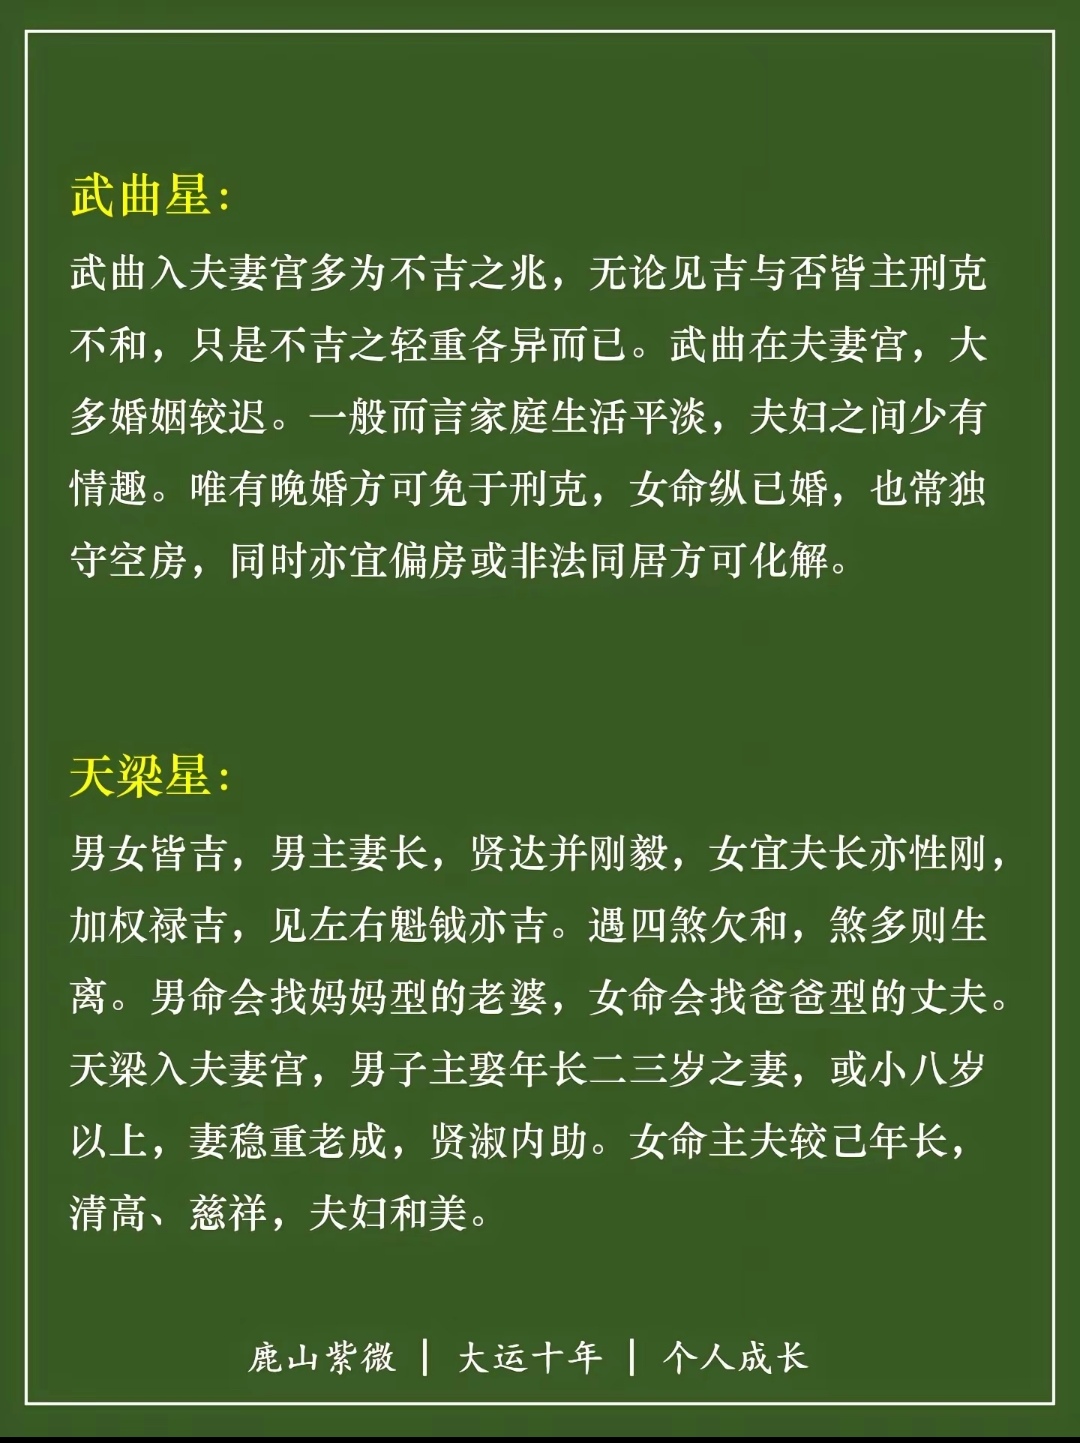 武曲星：
武曲入夫妻宫多为不吉之兆，无论见吉与否皆主刑克
不和，只是不吉之轻重各异而已。武曲在夫妻宫，大
多婚姻较迟。一般而言家庭生活平淡，夫妇之间少有
情趣。唯有晚婚方可免于刑克，女命纵已婚，也常独
守空房，同时亦宜偏房或非法同居方可化解。
天梁星：
男女皆吉，男主妻长，贤达并刚毅，女宜夫长亦性刚，
加权禄吉，见左右魁钺亦吉。遇四煞欠和，煞多则生
离。男命会找妈妈型的老婆，女命会找爸爸型的丈夫。
天梁入夫妻宫，男子主娶年长二三岁之妻，或小八岁
以上，妻稳重老成，贤淑内助。女命主夫较己年长，
清高、慈祥，夫妇和美。
鹿山紫微 | 大运十年 | 个人成长